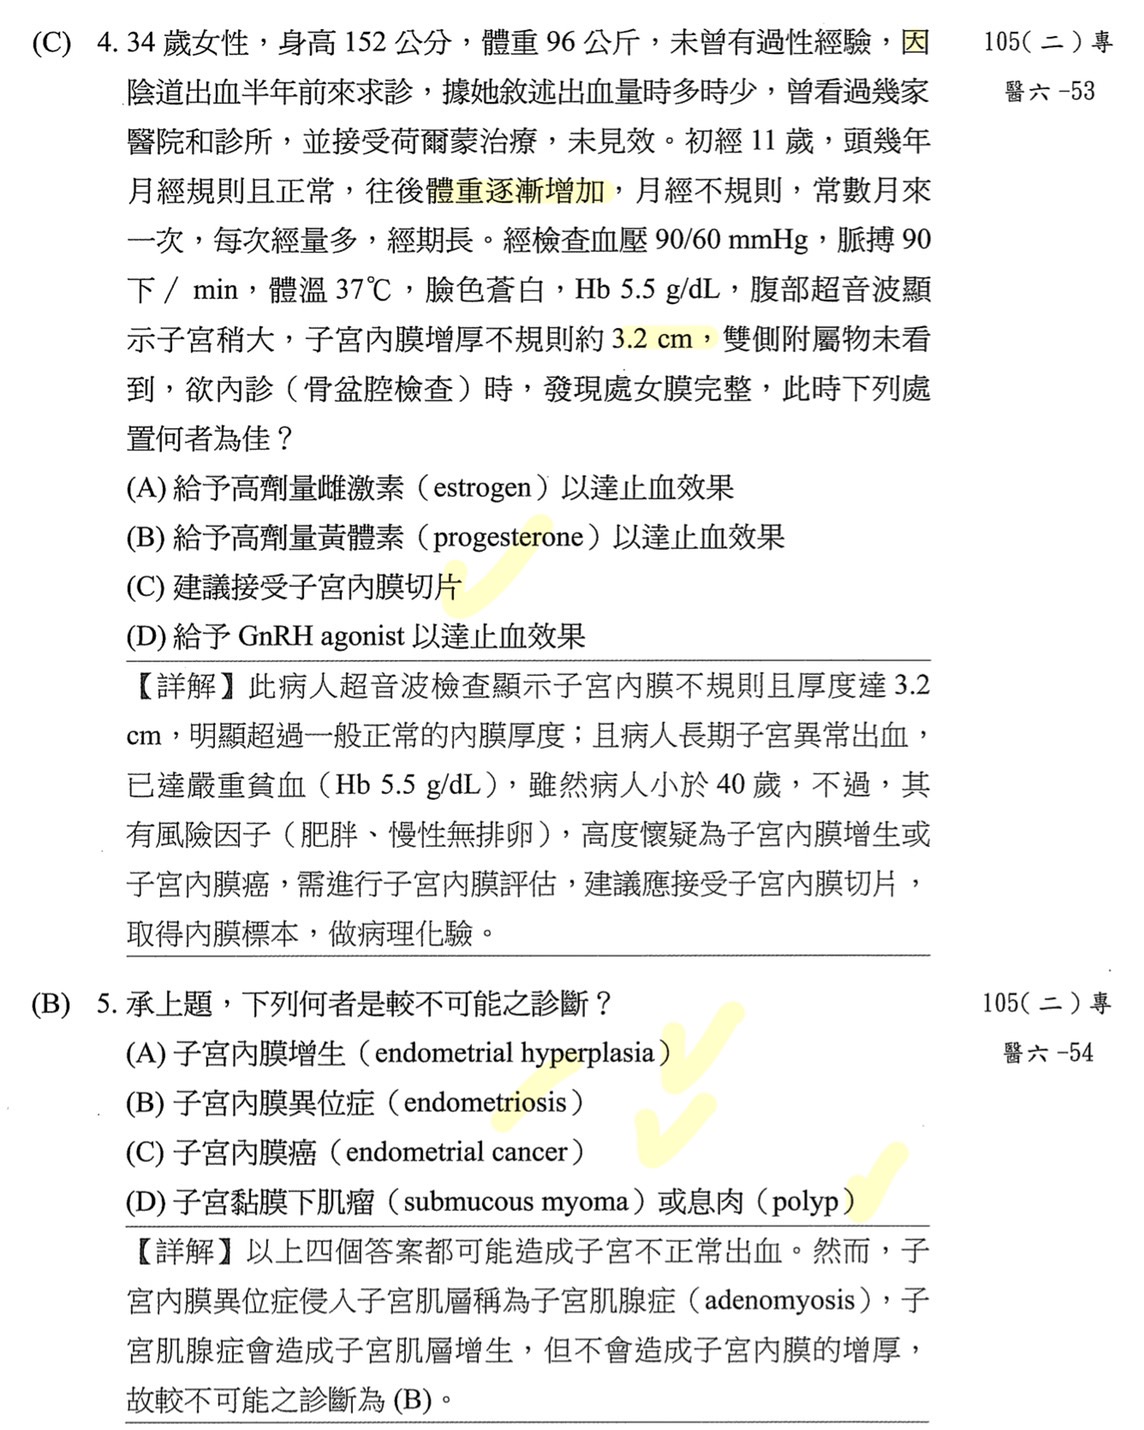 (C) 4. 34 歲女性，身高 152 公分，體重 96 公斤，未曾有過性經驗，因 105(二)專
陰道出血半年前來求診，據她敘述出血量時多時少，曾看過幾家 醫六-53
醫院和診所，並接受荷爾蒙治療，未見效。初經 11 歲，頭幾年
月經規則且正常，往後體重逐漸增加，月經不規則，常數月來
一次，每次經量多，經期長。經檢查血壓 90/60 mmHg，脈搏 90
下／ min，體溫 37℃，臉色蒼白，Hb 5.5 g/dL，腹部超音波顯
示子宮稍大，子宮內膜增厚不規則約 3.2 cm，雙側附屬物未看
到，欲內診（骨盆腔檢查）時，發現處女膜完整，此時下列處
置何者為佳？
(A) 給予高劑量雌激素（estrogen）以達止血效果
(B) 給予高劑量黃體素（progesterone）以達止血效果
(C) 建議接受子宮內膜切片
(D) 給予 GnRH agonist 以達止血效果
【詳解】此病人超音波檢查顯示子宮內膜不規則且厚度達 3.2
cm，明顯超過一般正常的內膜厚度；且病人長期子宮異常出血，
已達嚴重貧血（Hb 5.5 g/dL），雖然病人小於 40 歲，不過，其
有風險因子（肥胖、慢性無排卵），高度懷疑為子宮內膜增生或
子宮內膜癌，需進行子宮內膜評估，建議應接受子宮內膜切片，
取得內膜標本，做病理化驗。
(B) 5. 承上題，下列何者是較不可能之診斷？ 105(二)專
(A) 子宮內膜增生（endometrial hyperplasia） 醫六-54
(B) 子宮內膜異位症（endometriosis）
(C) 子宮內膜癌（endometrial cancer）
(D) 子宮黏膜下肌瘤（submucous myoma）或息肉（polyp）
【詳解】以上四個答案都可能造成子宮不正常出血。然而，子
宮內膜異位症侵入子宮肌層稱為子宮肌腺症（adenomyosis），子
宮肌腺症會造成子宮肌層增生，但不會造成子宮內膜的增厚，
故較不可能之診斷為 (B)。